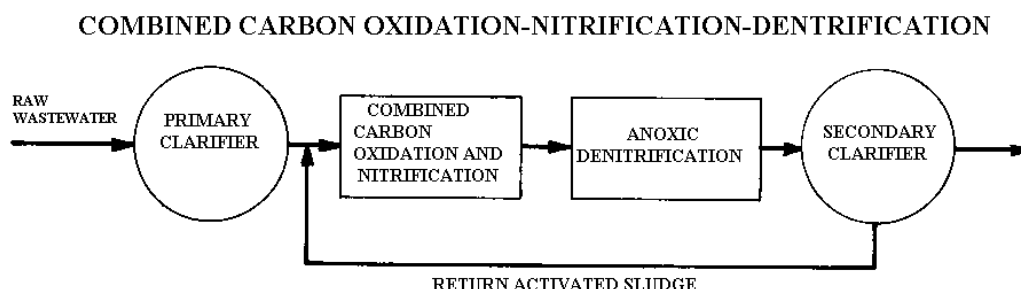 COMBINED CARBON OXIDATION-NITRIFICATION-DENTRIFICATION
RAW
WASTEWATER
PRIMARY
CLARIFIER
COMBINED
CARBON
OXIDATION AND
NITRIFICATION
ANOXIC
DENITRIFICATION
SECONDARY
CLARIFIER
RETURN ACTIVATED SLUDGE